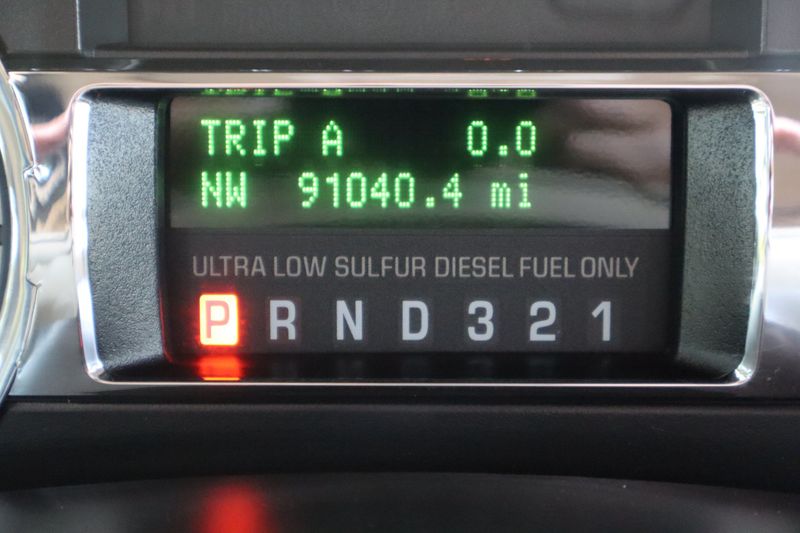 TRIP A 0.0
NW 91040.4 mi
ULTRA LOW SULFUR DIESEL FUEL ONLY
P R N D 3 2 1